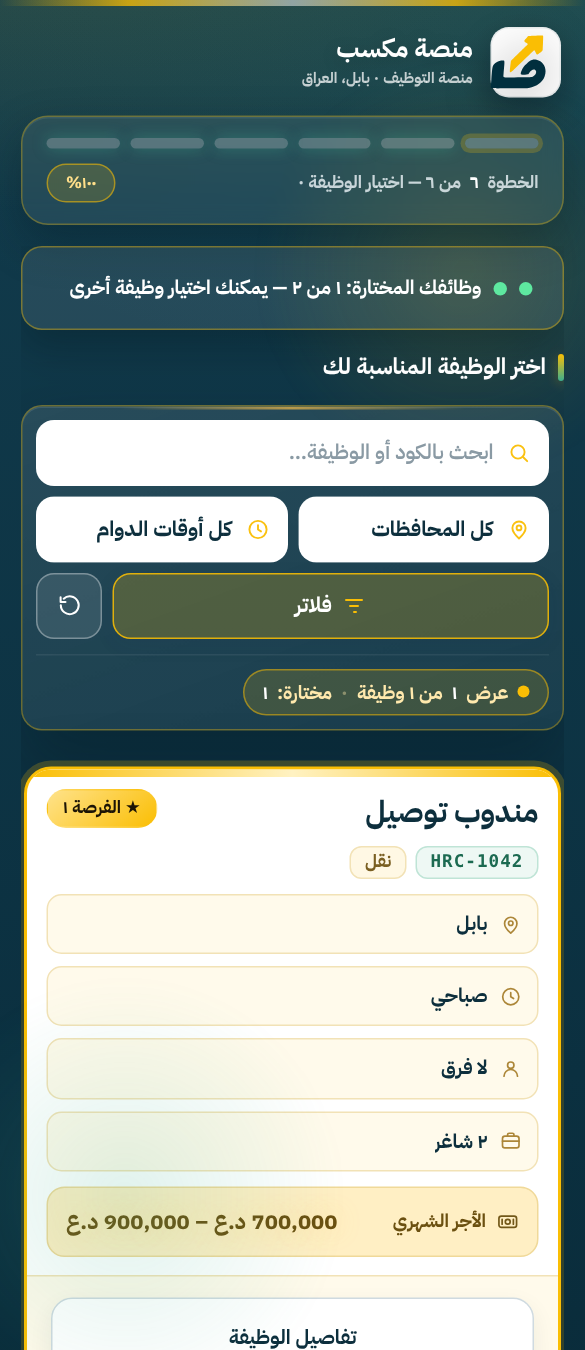 منصة مكسب
منصة التوظيف · بابل، العراق
الخطوة ٦ من ٦ — اختيار الوظيفة ·
١٠٠%
وظائفك المختارة: ١ من ٢ — يمكنك اختيار وظيفة أخرى
اختر الوظيفة المناسبة لك
ابحث بالكود أو الوظيفة...
كل المحافظات
كل أوقات الدوام
فلاتر
عرض ١ من ١ وظيفة · مختارة: ١
مندوب توصيل
★ الفرصة ١
HRC-1042
نقل
بابل
صباحي
لا فرق
٢ شاغر
الأجر الشهري
700,000 د.ع – 900,000 د.ع
تفاصيل الوظيفة